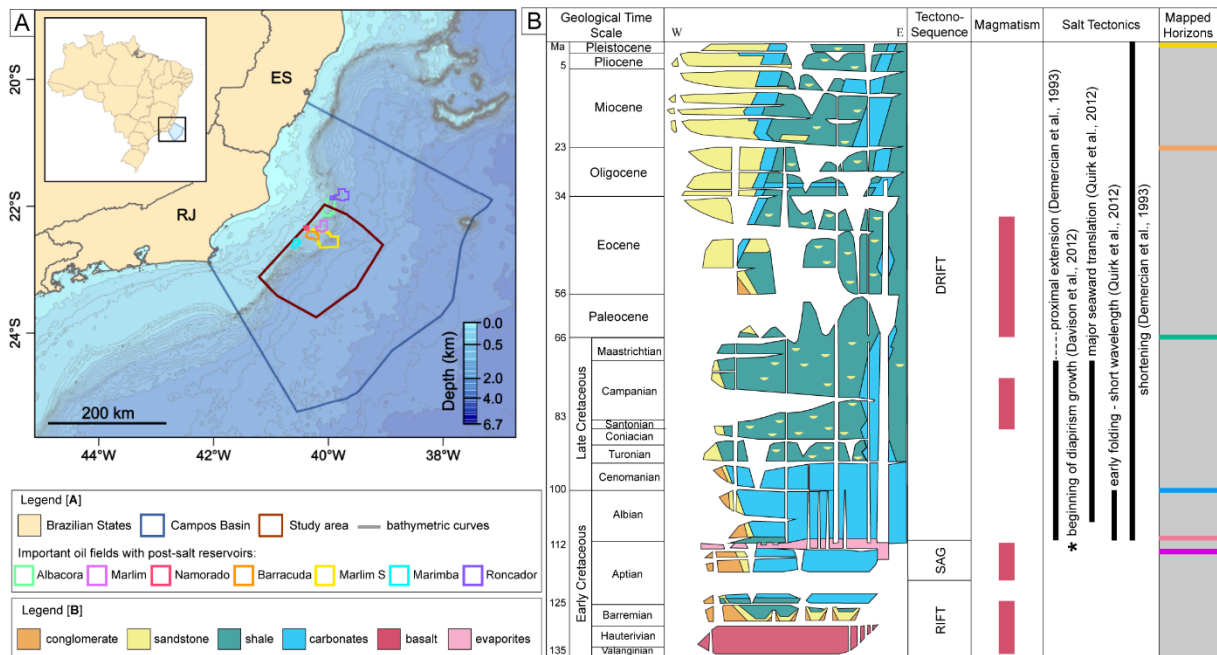 A
20°S
22°S
24°S
ES
RJ
0.0
0.5
2.0
4.0
6.7
Depth (km)
200 km
44°W
42°W
40°W
38°W
Legend [A]
Brazilian States
Campos Basin
Study area
bathymetric curves
Important oil fields with post-salt reservoirs:
Albacora
Marlim
Namorado
Barracuda
Marlim S
Marimba
Roncador
Legend [B]
conglomerate
sandstone
shale
carbonates
basalt
evaporites
B
Geological Time
Scale
W
E
Tectono-
Sequence
Magmatism
Salt Tectonics
Mapped
Horizons
Ma
Pleistocene
Pliocene
5
Miocene
23
Oligocene
34
Eocene
56
Paleocene
66
Late Cretaceous
Maastrichtian
Campanian
83
Santonian
Coniacian
Turonian
Cenomanian
100
Early Cretaceous
Albian
112
Aptian
125
Barremian
Hauterivian
135
Valanginian
DRIFT
SAG
RIFT
proximal extension (Demercian et al., 1993)
* beginning of diapirism growth (Davison et al., 2012)
major seaward translation (Quirk et al., 2012)
early folding - short wavelength (Quirk et al., 2012)
shortening (Demercian et al., 1993)